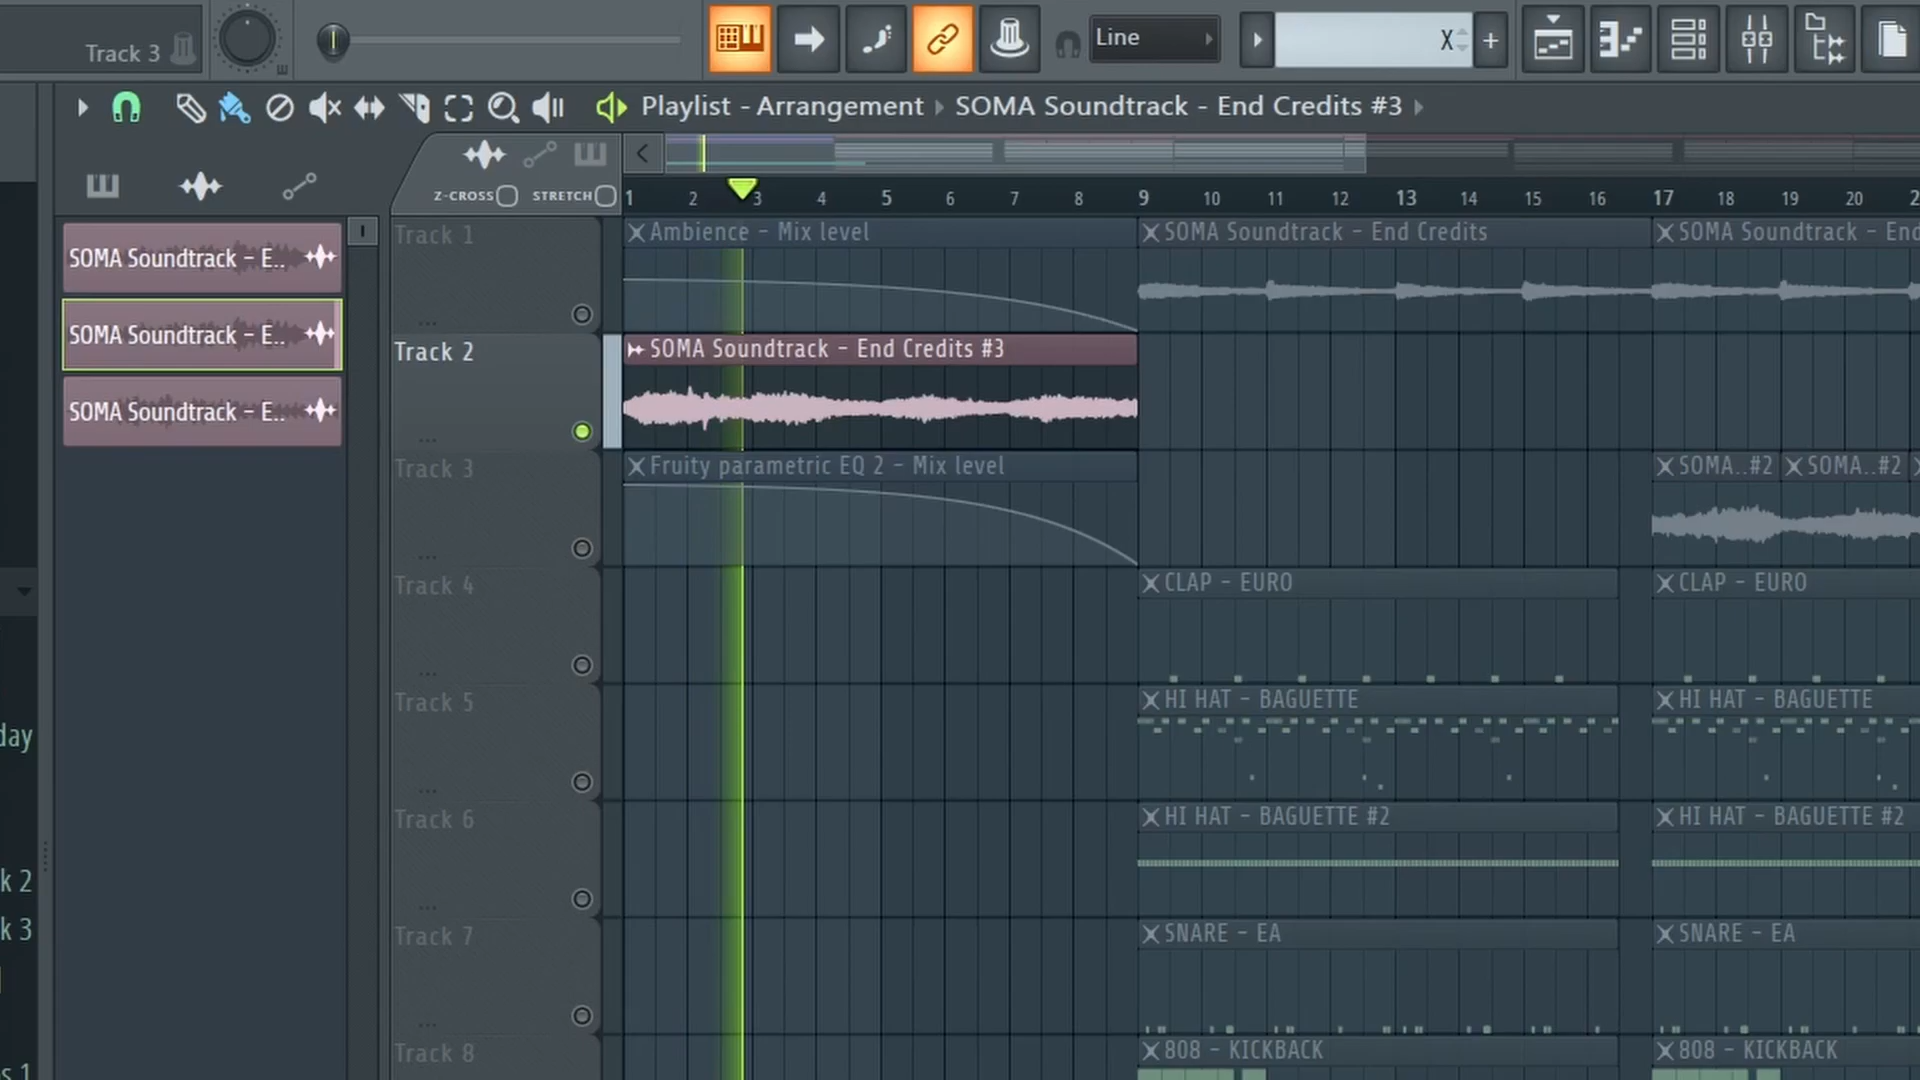 Track 3
Line
X
+
Playlist - Arrangement ▸ SOMA Soundtrack - End Credits #3 ▸
Z-CROSS STRETCH
1 2 3 4 5 6 7 8 9 10 11 12 13 14 15 16 17 18 19 20 2
SOMA Soundtrack - E..
SOMA Soundtrack - E..
SOMA Soundtrack - E..
Track 1
Ambience - Mix level
SOMA Soundtrack - End Credits
SOMA Soundtrack - End
Track 2
SOMA Soundtrack - End Credits #3
Track 3
Fruity parametric EQ 2 - Mix level
SOMA..#2
SOMA..#2
Track 4
CLAP - EURO
CLAP - EURO
Track 5
HI HAT - BAGUETTE
HI HAT - BAGUETTE
Track 6
HI HAT - BAGUETTE #2
HI HAT - BAGUETTE #2
Track 7
SNARE - EA
SNARE - EA
Track 8
808 - KICKBACK
808 - KICKBACK
day
k 2
k 3
s 1